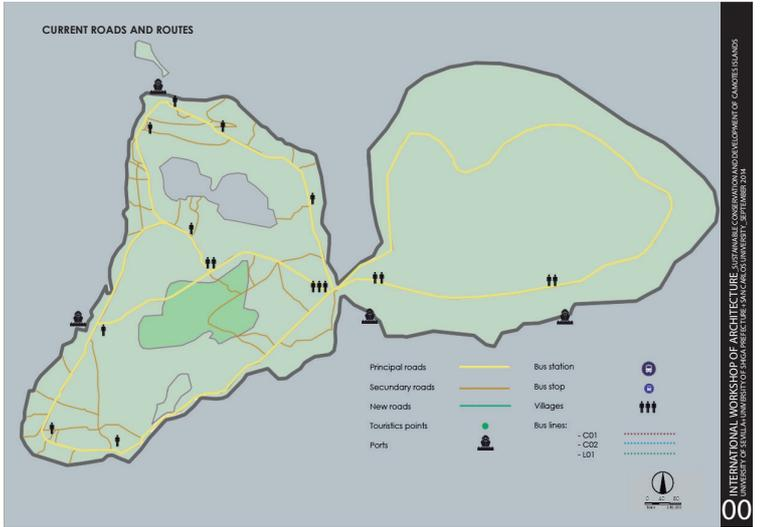 CURRENT ROADS AND ROUTES
Principal roads
Secundary roads
New roads
Touristics points
Ports
Bus station
Bus stop
Villages
Bus lines:
- C01
- C02
- L01
INTERNATIONAL WORKSHOP OF ARCHITECTURE_SUSTAINABLE CONSERVATION AND DEVELOPMENT OF CAMOTES ISLANDS
UNIVERSITY OF SEVILLA+UNIVERSITY OF SHIGA PREFECTURE+SAN CARLOS UNIVERSITY_SEPTEMBER 2014
00